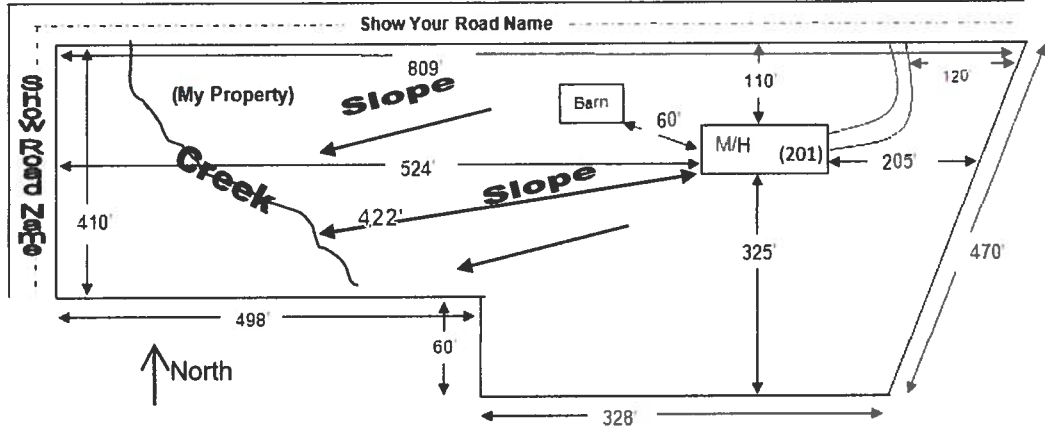 Show Your Road Name
Show Road Name
809'
(My Property)
Slope
110'
120'
Barn
60'
M/H
(201)
524'
205'
Creek
Slope
422'
410'
325'
470'
498'
60'
North
328'